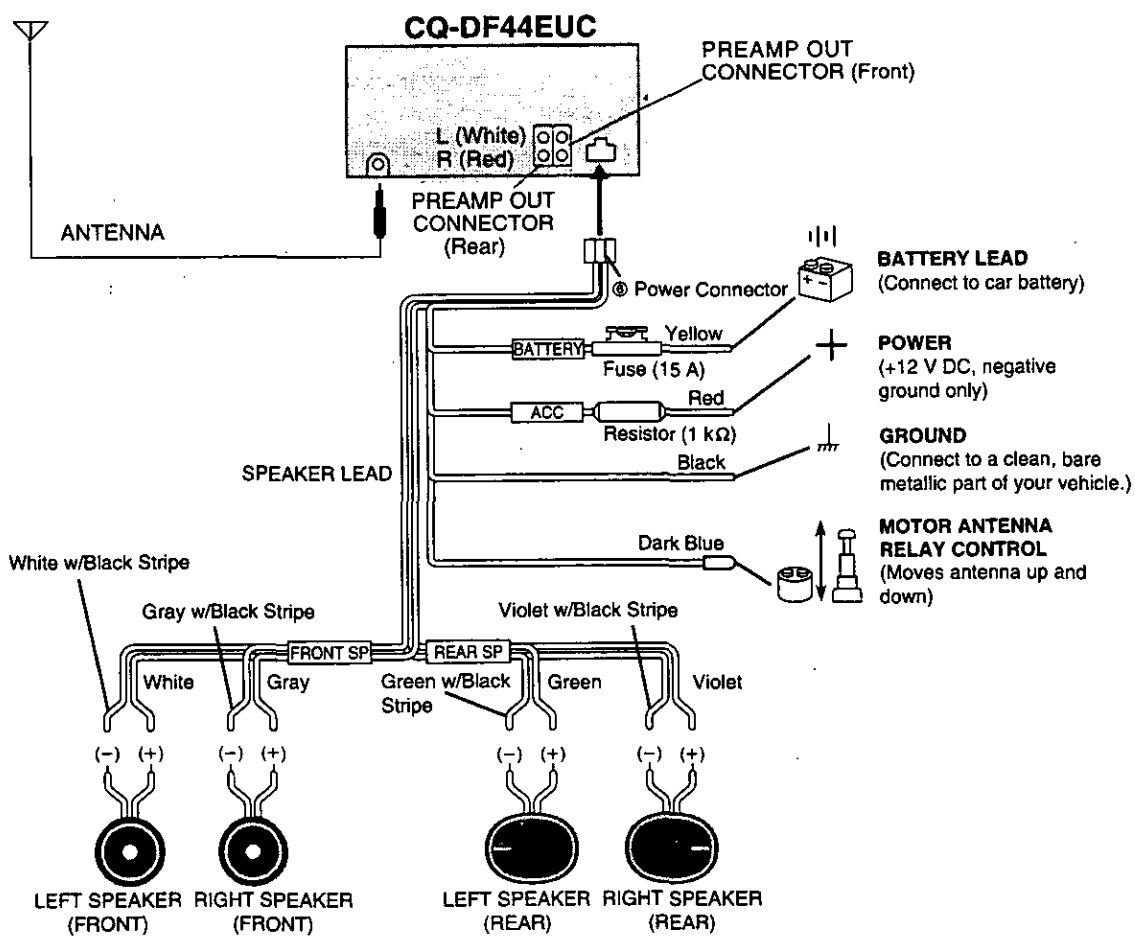 CQ-DF44EUC
PREAMP OUT
CONNECTOR (Front)
L (White)
R (Red)
PREAMP OUT
CONNECTOR
(Rear)
ANTENNA
⑥ Power Connector
BATTERY LEAD
(Connect to car battery)
BATTERY
Yellow
Fuse (15 A)
POWER
(+12 V DC, negative
ground only)
ACC
Red
Resistor (1 kΩ)
GROUND
(Connect to a clean, bare
metallic part of your vehicle.)
Black
SPEAKER LEAD
MOTOR ANTENNA
RELAY CONTROL
(Moves antenna up and
down)
Dark Blue
White w/Black Stripe
Gray w/Black Stripe
Violet w/Black Stripe
FRONT SP
REAR SP
White
Gray
Green w/Black
Stripe
Green
Violet
(−) (+) (−) (+) (−) (+) (−) (+)
LEFT SPEAKER
(FRONT)
RIGHT SPEAKER
(FRONT)
LEFT SPEAKER
(REAR)
RIGHT SPEAKER
(REAR)